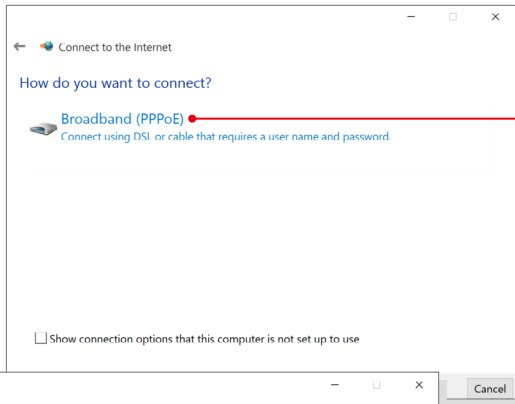 Connect to the Internet
How do you want to connect?
Broadband (PPPoE)
Connect using DSL or cable that requires a user name and password.
Show connection options that this computer is not set up to use
Cancel